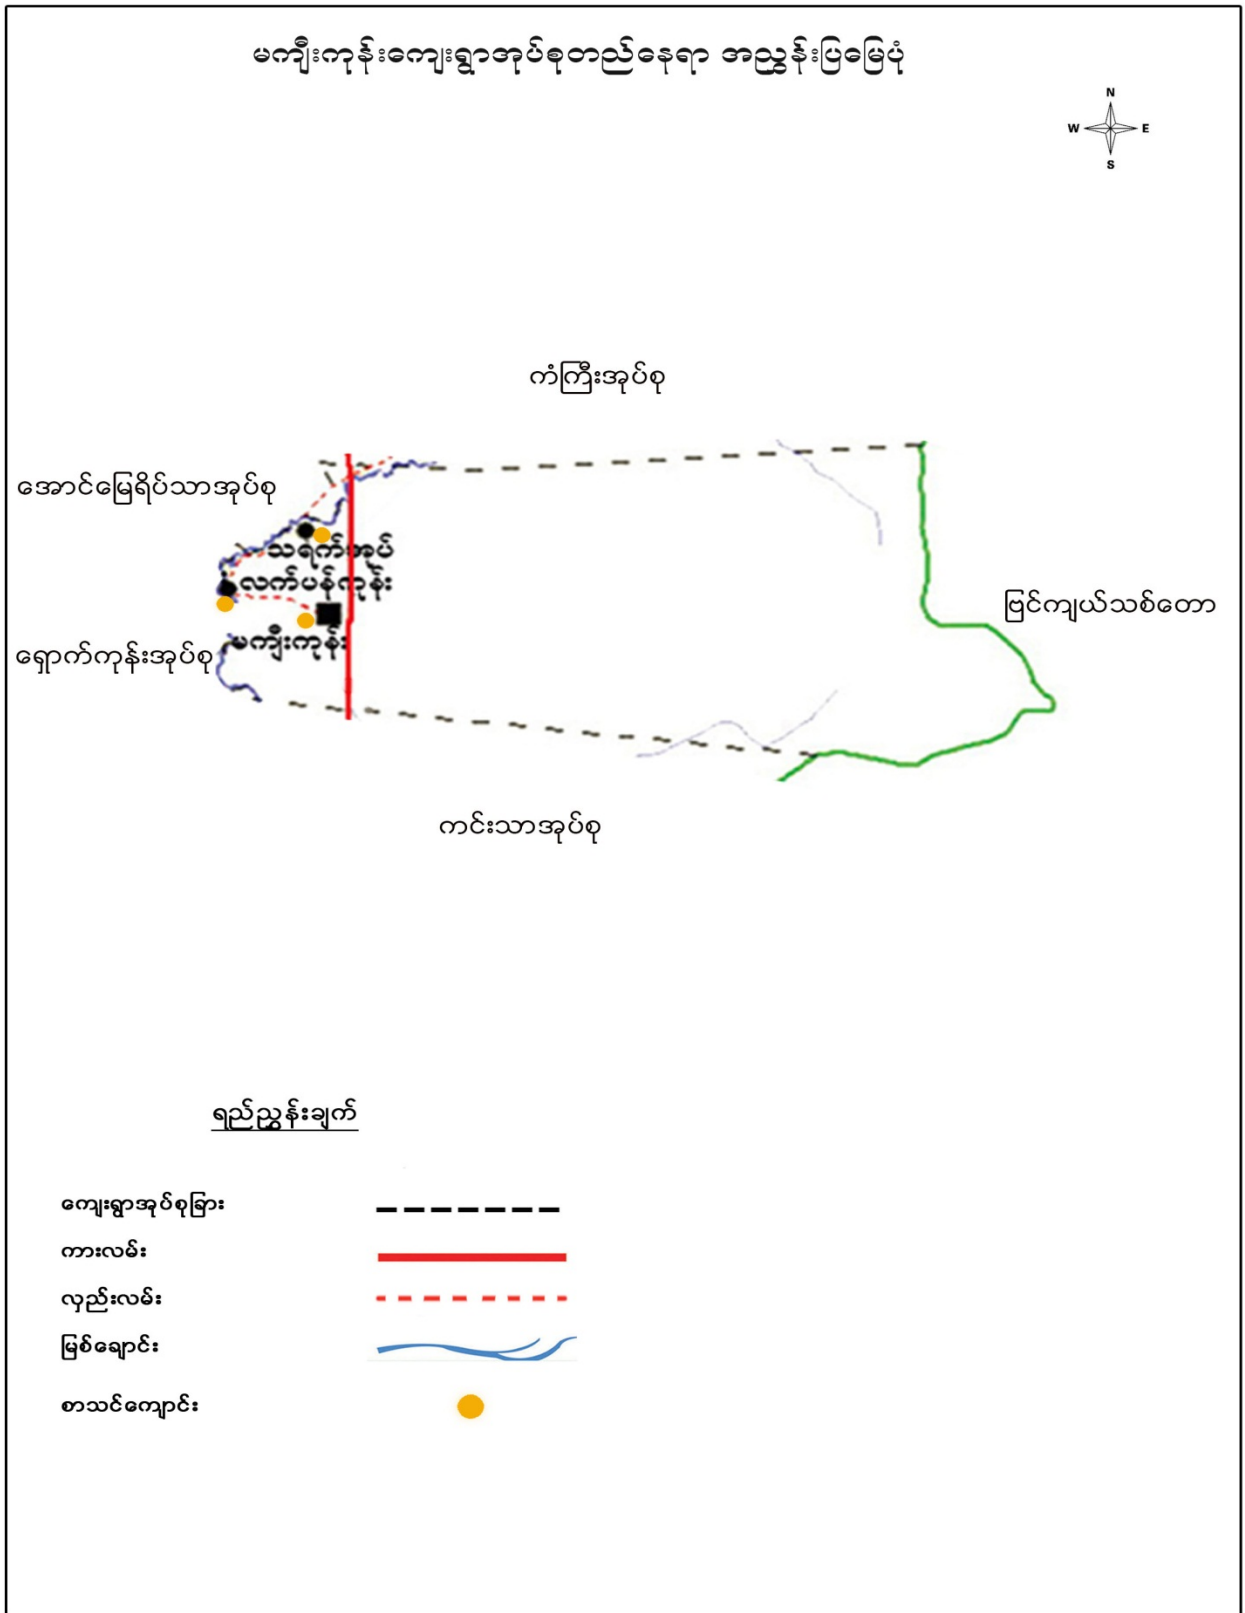 မကျီးကုန်းကျေးရွာအုပ်စုတည်နေရာ အညွှန်းပြမြေပုံ
N
W E
S
ကံကြီးအုပ်စု
အောင်မြေရိပ်သာအုပ်စု
သရက်အုပ်
လက်ပန်ကုန်း
ဗြင်ကျယ်သစ်တော
မကျီးကုန်း
ရှောက်ကုန်းအုပ်စု
ကင်းသာအုပ်စု
ရည်ညွှန်းချက်
ကျေးရွာအုပ်စုခြား
ကားလမ်း
လှည်းလမ်း
မြစ်ချောင်း
စာသင်ကျောင်း